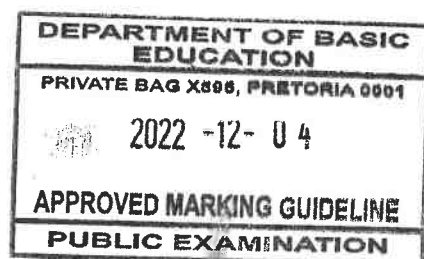 DEPARTMENT OF BASIC
EDUCATION
PRIVATE BAG X895, PRETORIA 0001
2022 -12- 04
APPROVED MARKING GUIDELINE
PUBLIC EXAMINATION